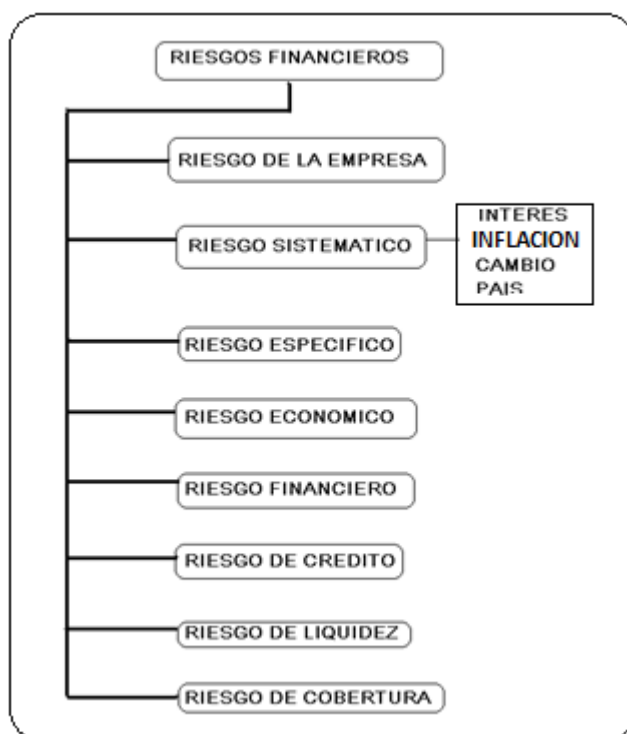 RIESGOS FINANCIEROS
RIESGO DE LA EMPRESA
RIESGO SISTEMATICO
INTERES
INFLACION
CAMBIO
PAIS
RIESGO ESPECIFICO
RIESGO ECONOMICO
RIESGO FINANCIERO
RIESGO DE CREDITO
RIESGO DE LIQUIDEZ
RIESGO DE COBERTURA